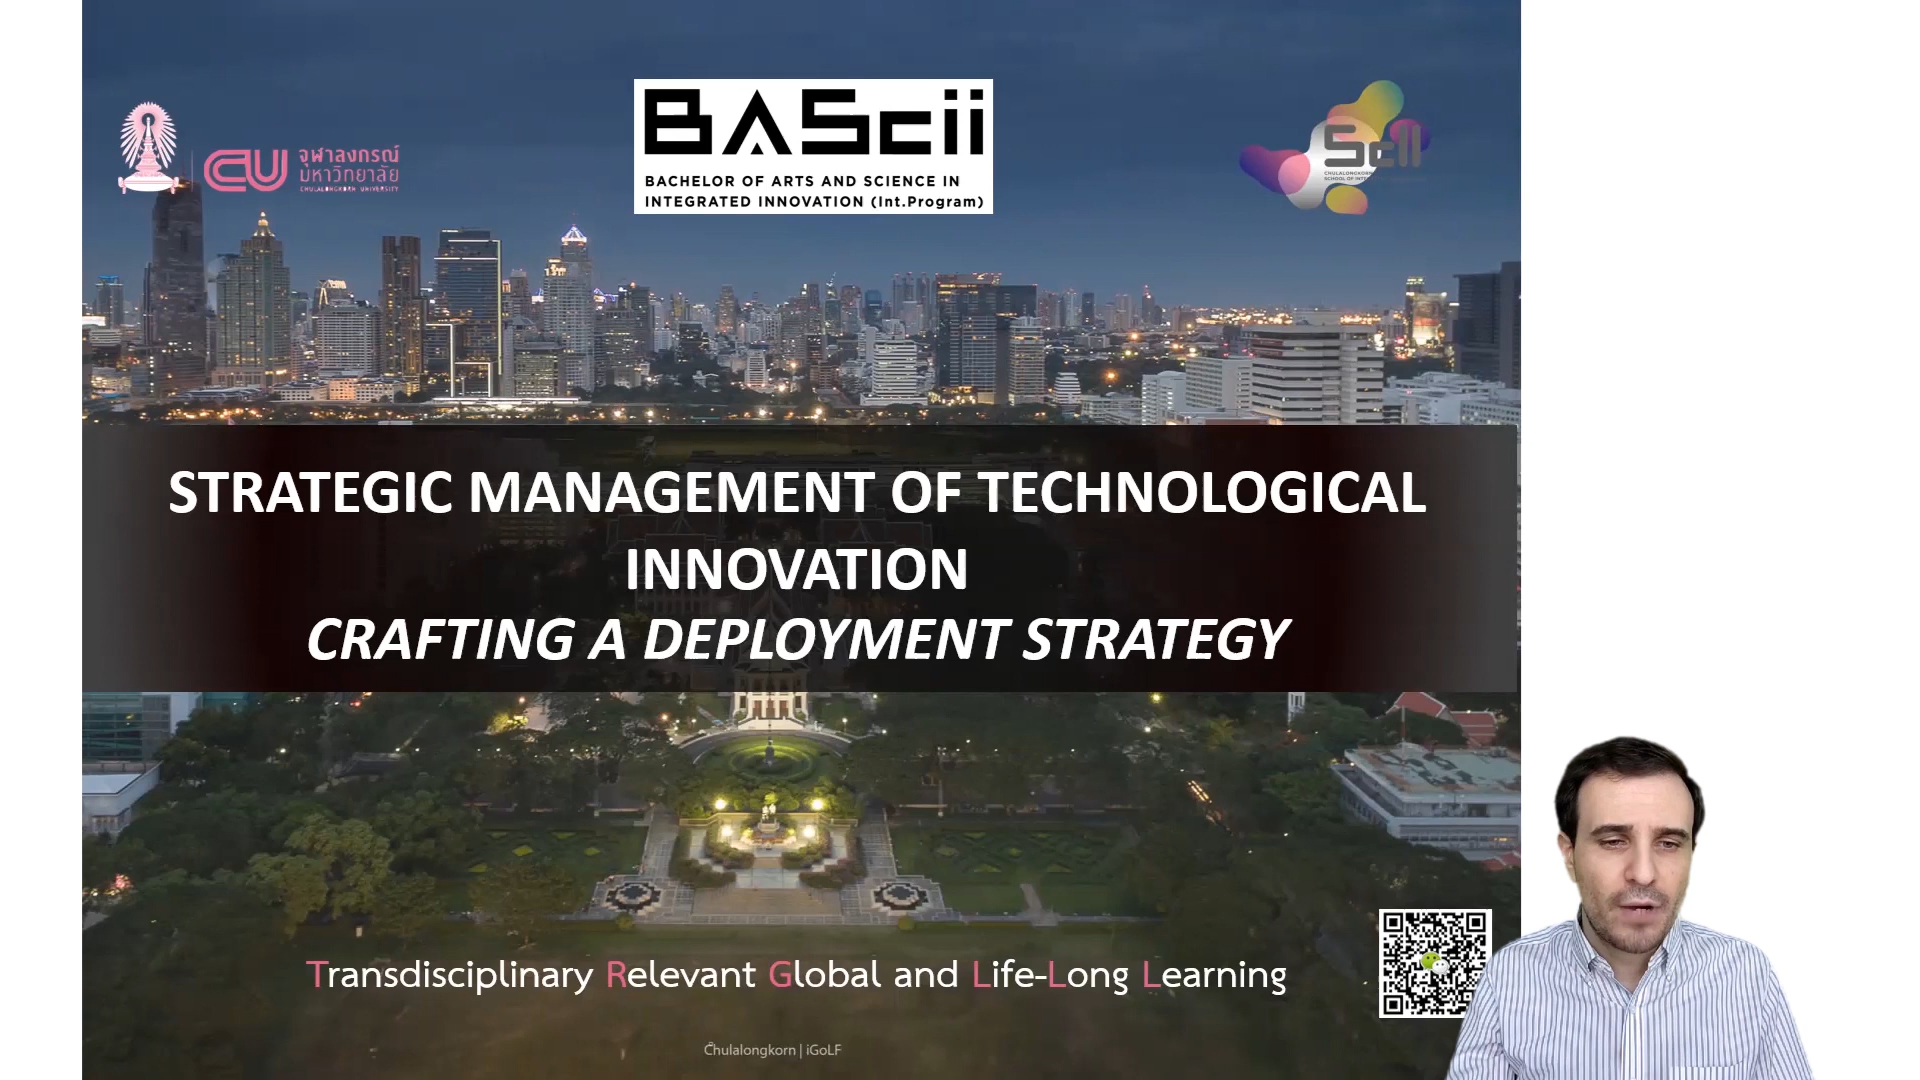 CU
จุฬาลงกรณ์
มหาวิทยาลัย
CHULALONGKORN UNIVERSITY
BAScii
BACHELOR OF ARTS AND SCIENCE IN
INTEGRATED INNOVATION (Int.Program)
Scii
CHULALONGKORN
STRATEGIC MANAGEMENT OF TECHNOLOGICAL
INNOVATION
CRAFTING A DEPLOYMENT STRATEGY
Transdisciplinary Relevant Global and Life-Long Learning
Chulalongkorn | iGoLF